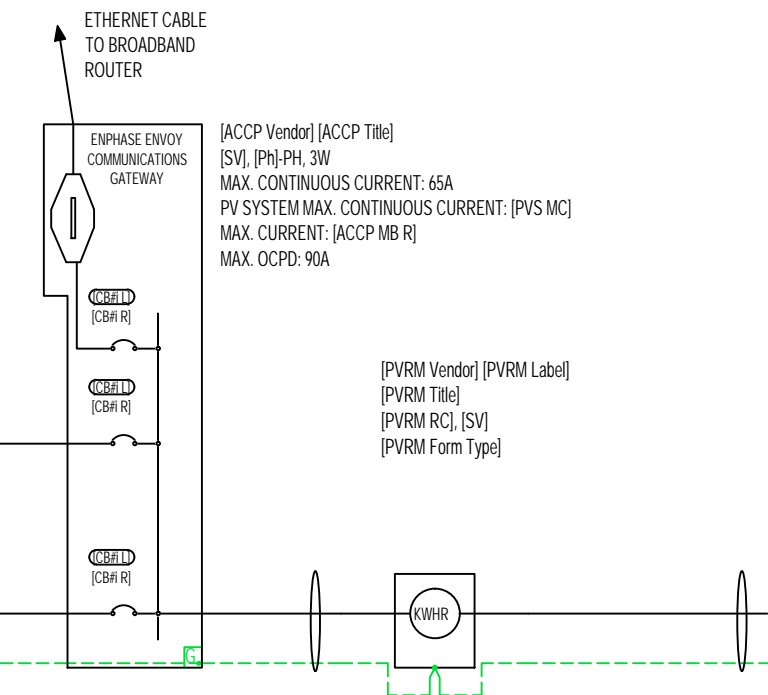 ETHERNET CABLE
TO BROADBAND
ROUTER
ENPHASE ENVOY
COMMUNICATIONS
GATEWAY
[ACCP Vendor] [ACCP Title]
[SV], [Ph]-PH, 3W
MAX. CONTINUOUS CURRENT: 65A
PV SYSTEM MAX. CONTINUOUS CURRENT: [PVS MC]
MAX. CURRENT: [ACCP MB R]
MAX. OCPD: 90A
[CB#i L]
[CB#i R]
[CB#i L]
[CB#i R]
[PVRM Vendor] [PVRM Label]
[PVRM Title]
[PVRM RC], [SV]
[PVRM Form Type]
[CB#i L]
[CB#i R]
KWHR
G